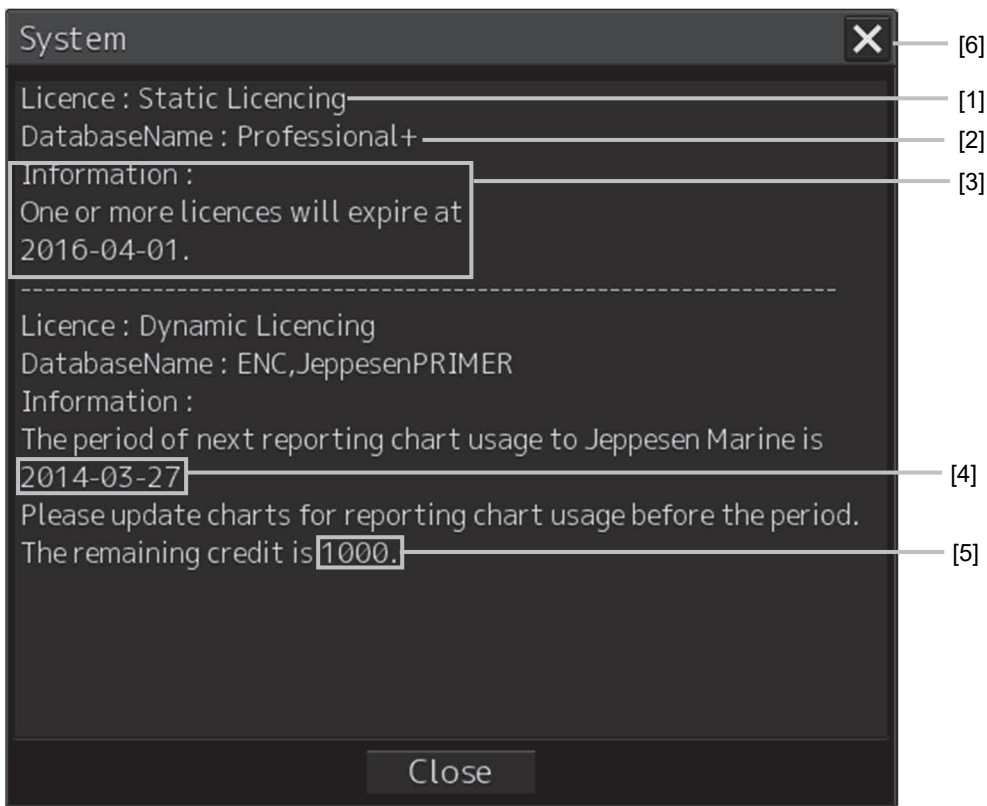 System
[6]
Licence : Static Licencing
[1]
DatabaseName : Professional+
[2]
Information :
[3]
One or more licences will expire at
2016-04-01.
--------------------------------------------------------------------
Licence : Dynamic Licencing
DatabaseName : ENC,JeppesenPRIMER
Information :
The period of next reporting chart usage to Jeppesen Marine is
2014-03-27
[4]
Please update charts for reporting chart usage before the period.
The remaining credit is 1000.
[5]
Close